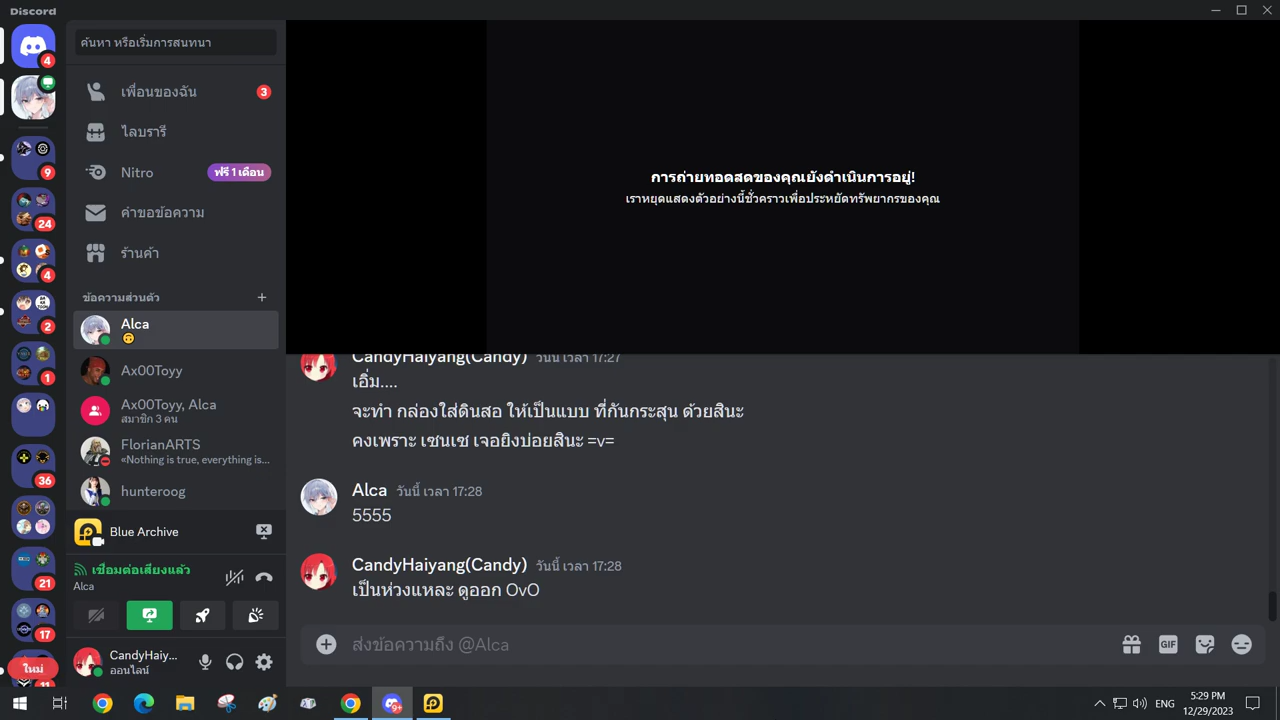 Discord
4
ค้นหา หรือเริ่มการสนทนา
เพื่อนของฉัน
3
ไลบรารี
Nitro
ฟรี 1 เดือน
คำขอข้อความ
ร้านค้า
ข้อความส่วนตัว
Alca
Ax00Toyy
Ax00Toyy, Alca
สมาชิก 3 คน
FlorianARTS
«Nothing is true, everything is...
hunteroog
9
24
4
2
1
36
21
17
ใหม่
Blue Archive
เชื่อมต่อเสียงแล้ว
Alca
CandyHaiy...
ออนไลน์
การถ่ายทอดสดของคุณยังดำเนินการอยู่!
เราหยุดแสดงตัวอย่างนี้ชั่วคราวเพื่อประหยัดทรัพยากรของคุณ
CandyHaiyang(Candy) วันนี้ เวลา 17:27
เอิ่ม....
จะทำ กล่องใส่ดินสอ ให้เป็นแบบ ที่กันกระสุน ด้วยสินะ
คงเพราะ เซนเซ เจอยิงบ่อยสินะ =v=
Alca วันนี้ เวลา 17:28
5555
CandyHaiyang(Candy) วันนี้ เวลา 17:28
เป็นห่วงแหละ ดูออก OvO
ส่งข้อความถึง @Alca
GIF
9+
ENG
5:29 PM
12/29/2023